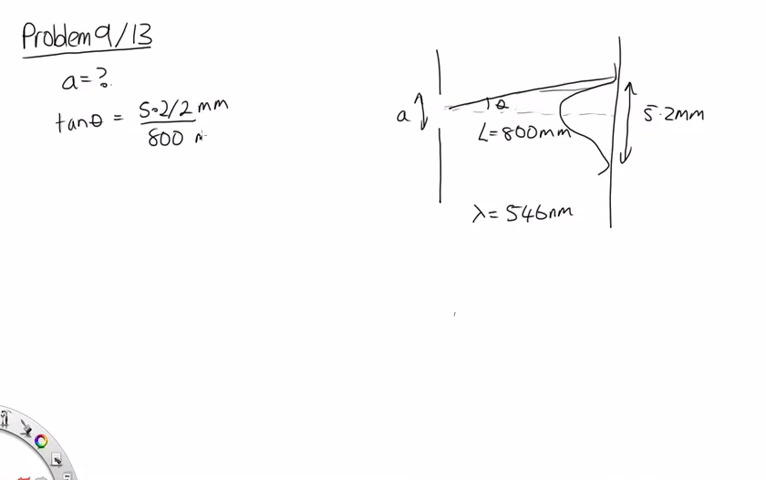 Problem 9/13
a = ?
tanθ = 5.2/2 mm
800
a
θ
L = 800mm
5.2mm
λ = 546nm